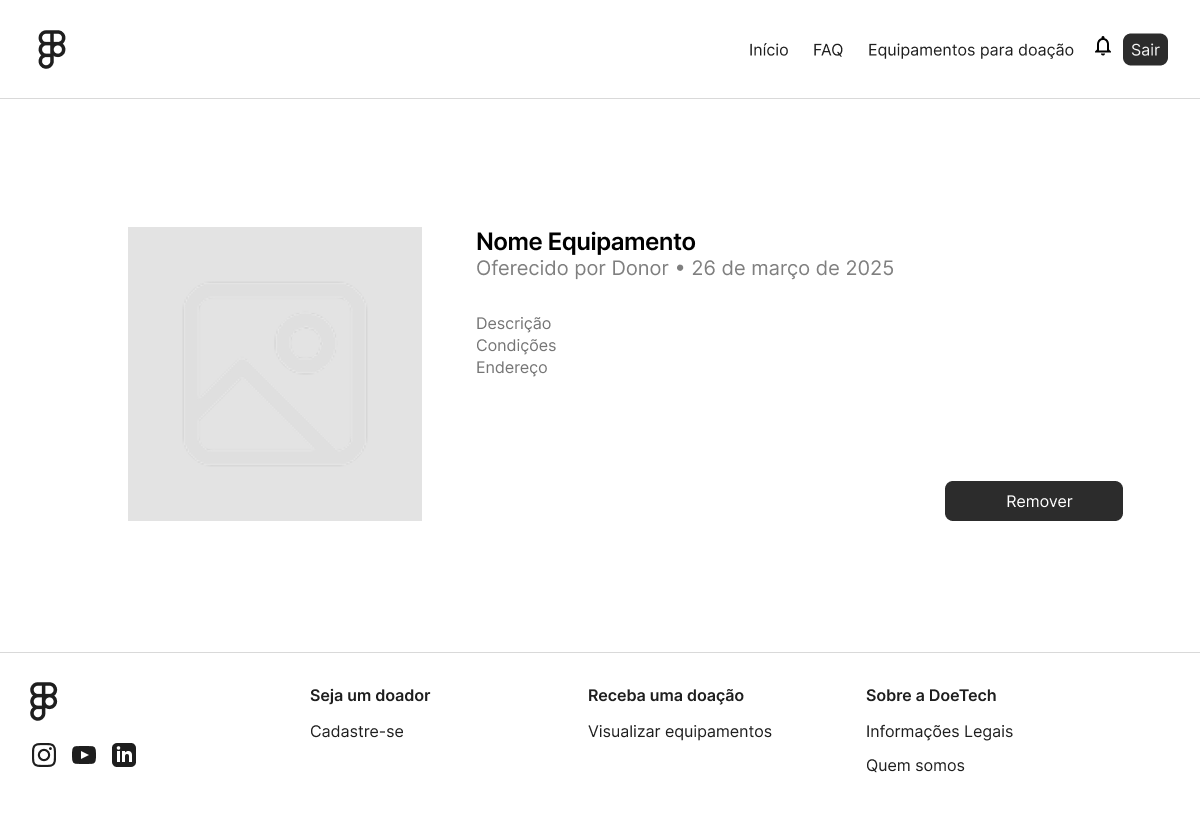 Início FAQ Equipamentos para doação Sair
Nome Equipamento
Oferecido por Donor • 26 de março de 2025
Descrição
Condições
Endereço
Remover
Seja um doador
Cadastre-se
Receba uma doação
Visualizar equipamentos
Sobre a DoeTech
Informações Legais
Quem somos